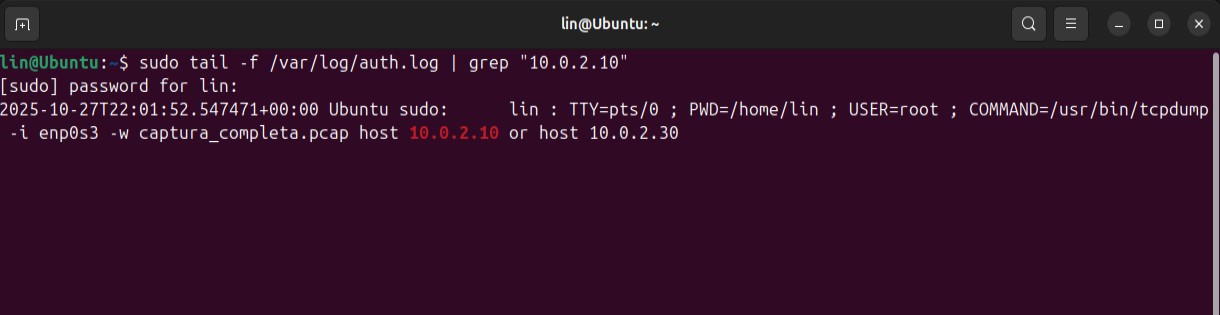 lin@Ubuntu: ~
lin@Ubuntu:~$ sudo tail -f /var/log/auth.log | grep "10.0.2.10"
[sudo] password for lin:
2025-10-27T22:01:52.547471+00:00 Ubuntu sudo:      lin : TTY=pts/0 ; PWD=/home/lin ; USER=root ; COMMAND=/usr/bin/tcpdump
 -i enp0s3 -w captura_completa.pcap host 10.0.2.10 or host 10.0.2.30